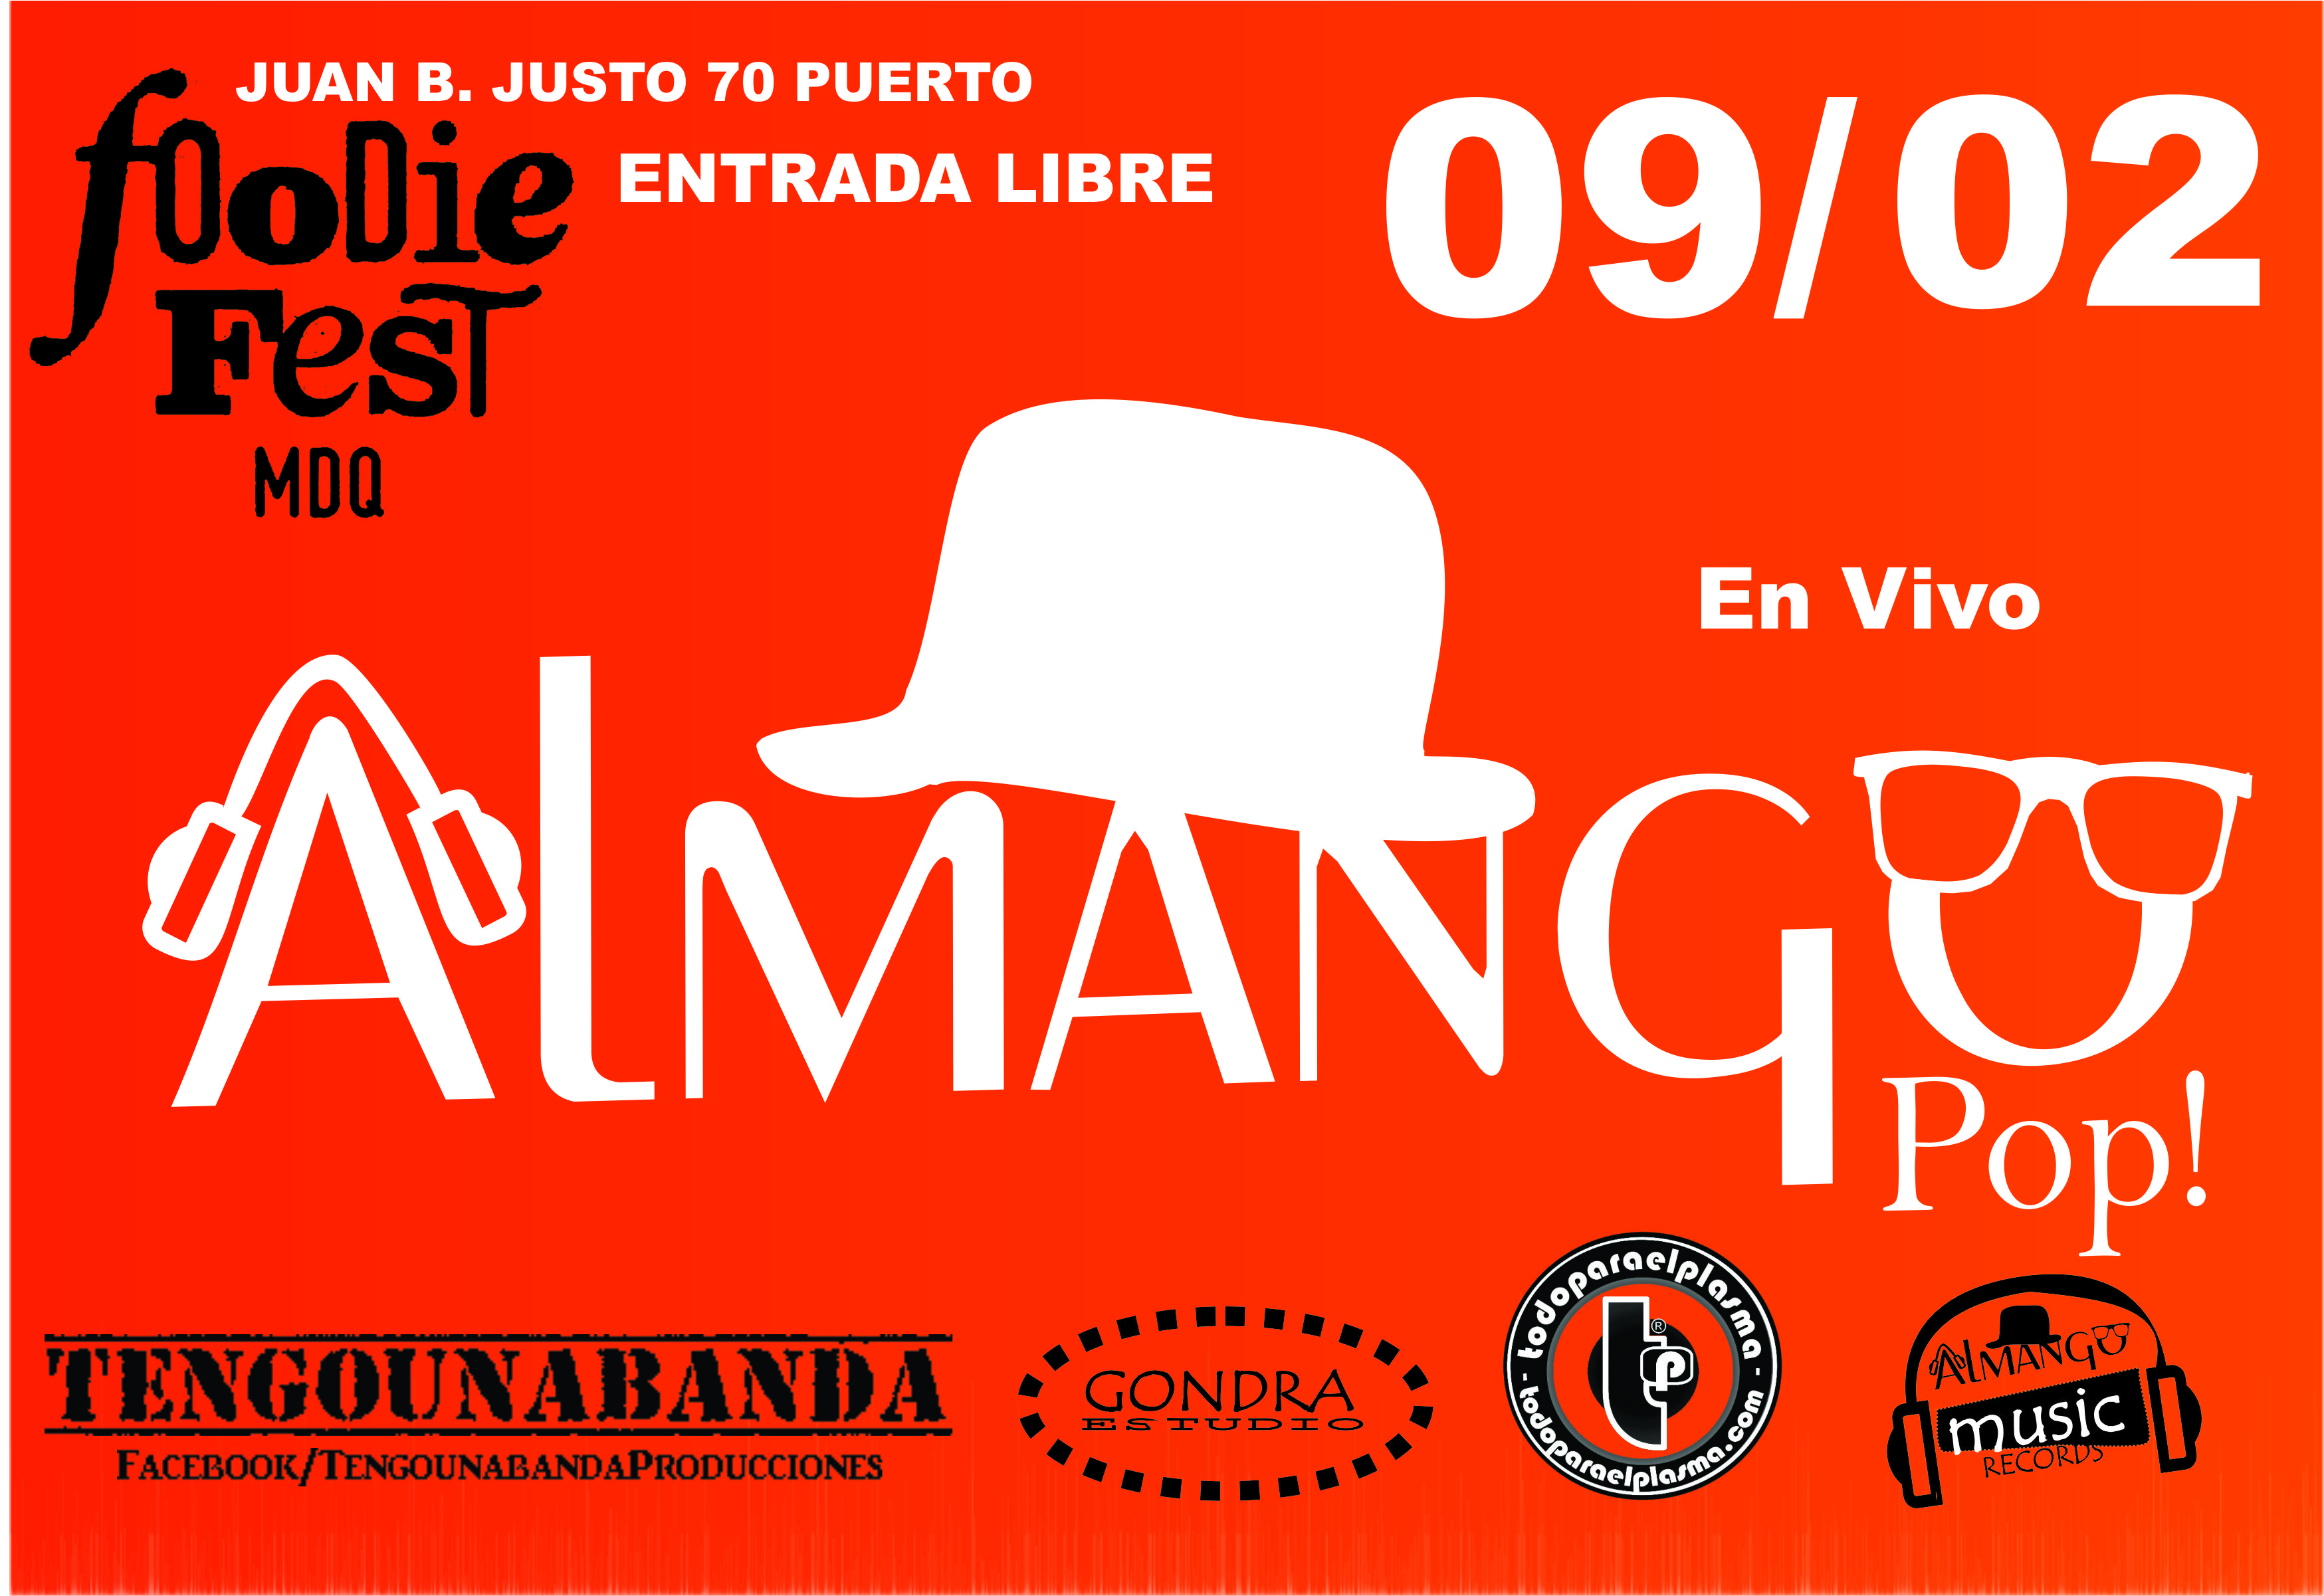 JUAN B. JUSTO 70 PUERTO
ENTRADA LIBRE
09/02
fooDie
FesT
MDQ
En Vivo
AlMANGO
Pop!
TENGOUNABANDA
FACEBOOK/TENGOUNABANDAPRODUCCIONES
GONDRA
ESTUDIO
todoparaelplasma - todoparaelplasma.com -
tp®
AlMANGO
music
RECORDS